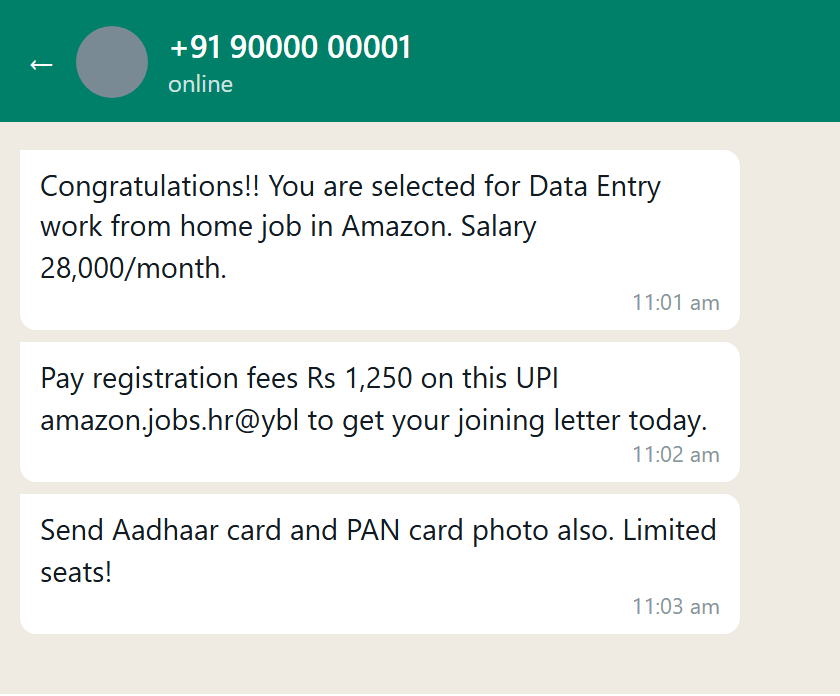 +91 90000 00001
online
Congratulations!! You are selected for Data Entry
work from home job in Amazon. Salary
28,000/month.
11:01 am
Pay registration fees Rs 1,250 on this UPI
amazon.jobs.hr@ybl to get your joining letter today.
11:02 am
Send Aadhaar card and PAN card photo also. Limited
seats!
11:03 am